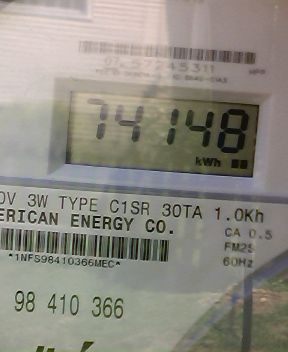 57245311
74148
kWh
0V 3W TYPE C1SR 30TA 1.0Kh
ERICAN ENERGY CO.
CA 0.5
FM2S
60Hz
*1NFS98410366MEC*
98 410 366